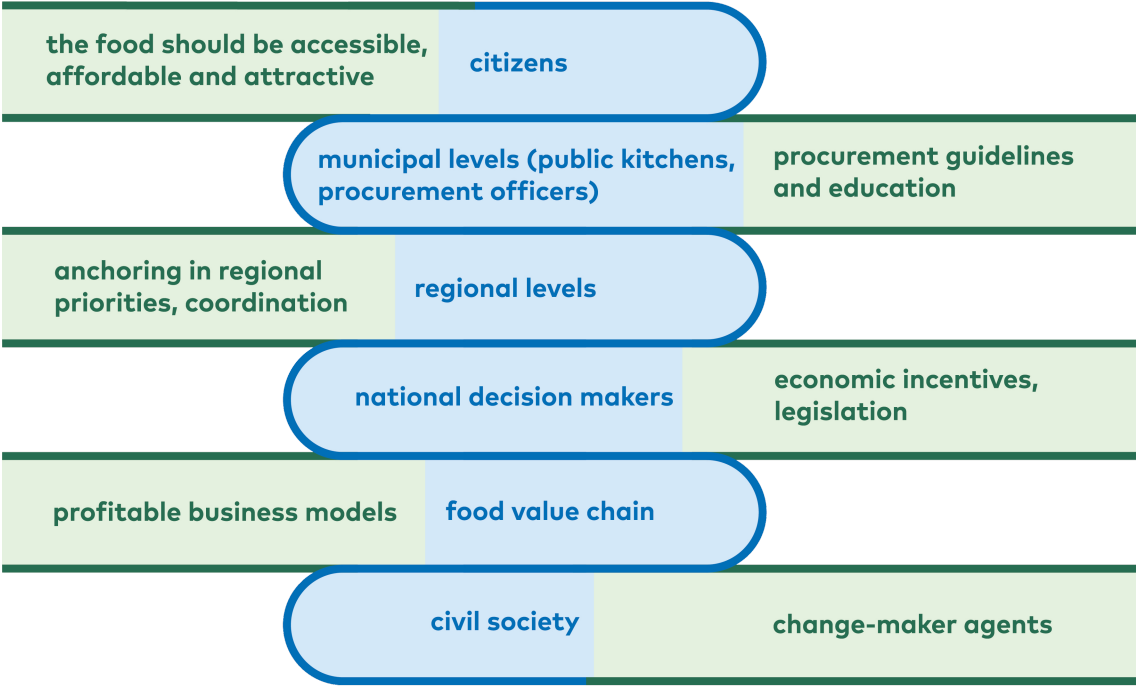 the food should be accessible,
affordable and attractive
citizens
municipal levels (public kitchens,
procurement officers)
procurement guidelines
and education
anchoring in regional
priorities, coordination
regional levels
national decision makers
economic incentives,
legislation
profitable business models
food value chain
civil society
change-maker agents